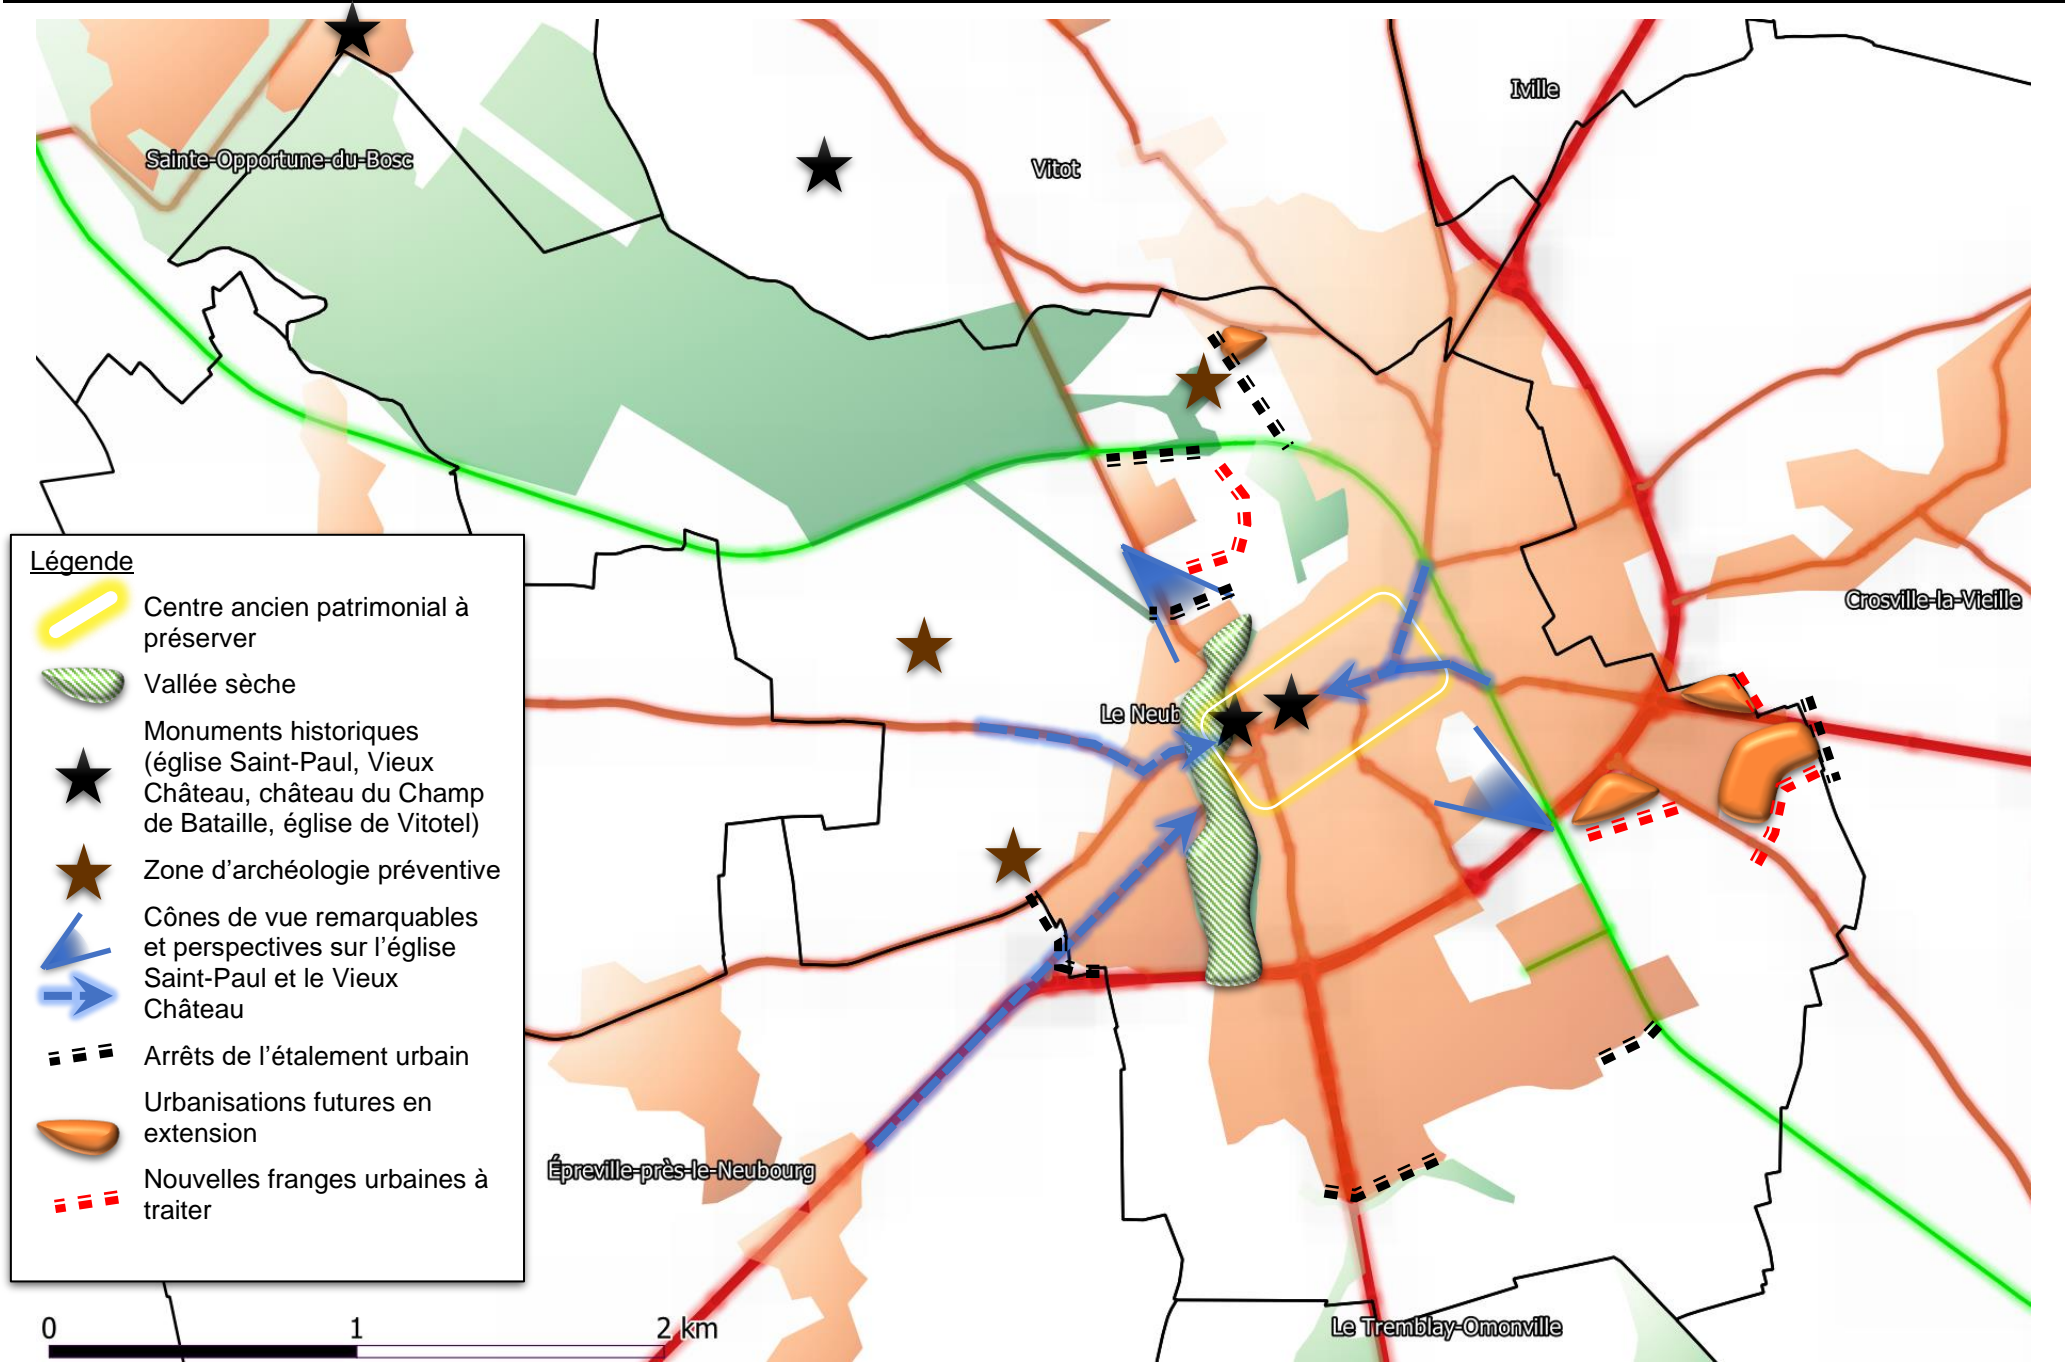 Iville
Sainte-Opportune-du-Bosc
Vitot
Légende
Centre ancien patrimonial à
préserver
Vallée sèche
Monuments historiques
(église Saint-Paul, Vieux
Château, château du Champ
de Bataille, église de Vitotel)
Zone d’archéologie préventive
Cônes de vue remarquables
et perspectives sur l’église
Saint-Paul et le Vieux
Château
Arrêts de l’étalement urbain
Urbanisations futures en
extension
Nouvelles franges urbaines à
traiter
Crosville-la-Vieille
Le Neub
Épreville-près-le-Neubourg
Le Tremblay-Omonville
0 1 2 km